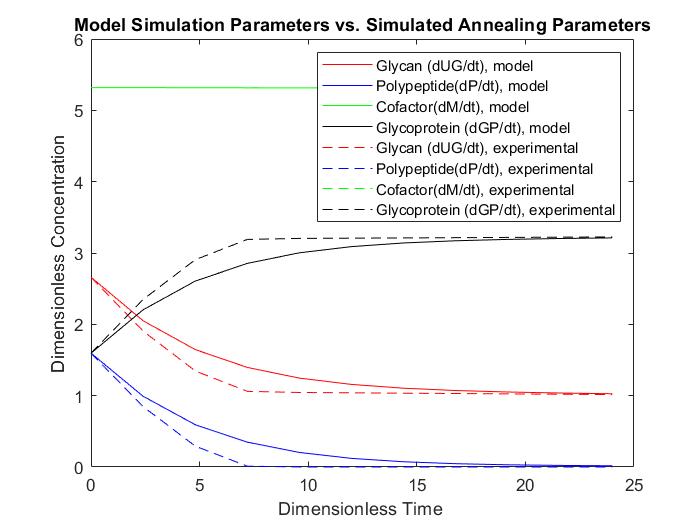 Model Simulation Parameters vs. Simulated Annealing Parameters
6
5
4
3
2
1
0
Dimensionless Concentration
Glycan (dUG/dt), model
Polypeptide(dP/dt), model
Cofactor(dM/dt), model
Glycoprotein (dGP/dt), model
Glycan (dUG/dt), experimental
Polypeptide(dP/dt), experimental
Cofactor(dM/dt), experimental
Glycoprotein (dGP/dt), experimental
0 5 10 15 20 25
Dimensionless Time